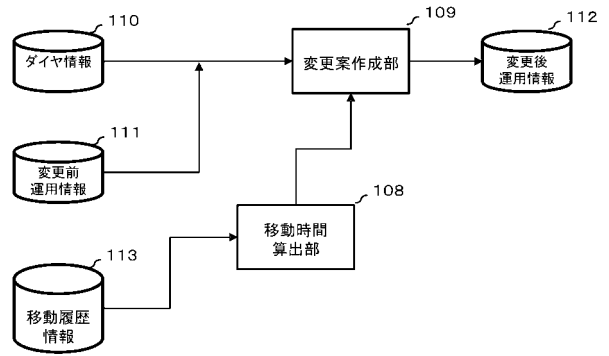 110
ダイヤ情報
109
変更案作成部
112
変更後
運用情報
111
変更前
運用情報
108
移動時間
算出部
113
移動履歴
情報